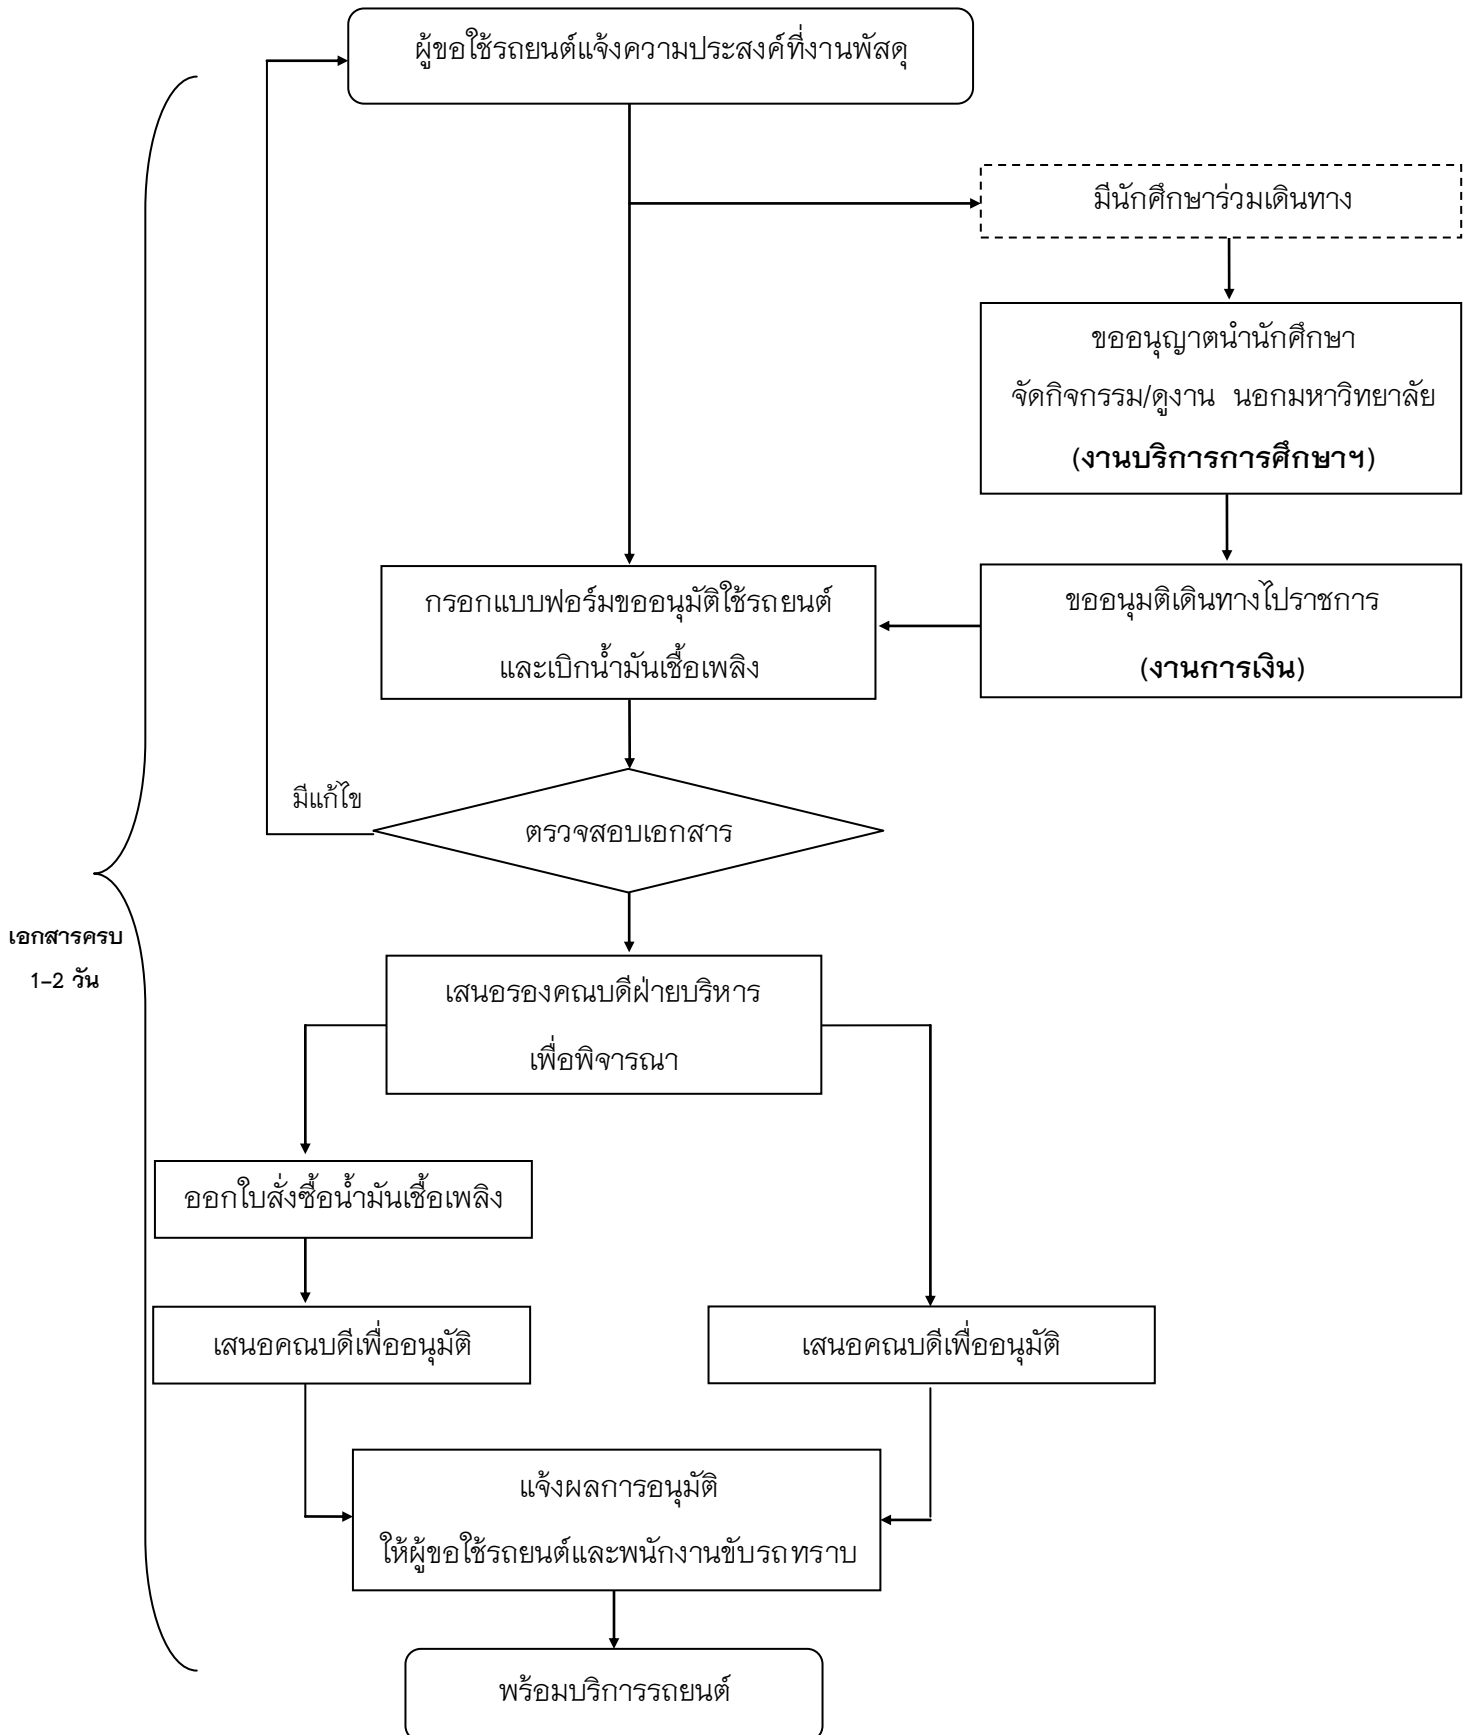 ผู้ขอใช้รถยนต์แจ้งความประสงค์ที่งานพัสดุ
มีนักศึกษาร่วมเดินทาง
ขออนุญาตนำนักศึกษา
จัดกิจกรรม/ดูงาน นอกมหาวิทยาลัย
(งานบริการการศึกษาฯ)
กรอกแบบฟอร์มขออนุมัติใช้รถยนต์
และเบิกน้ำมันเชื้อเพลิง
ขออนุมติเดินทางไปราชการ
(งานการเงิน)
มีแก้ไข
ตรวจสอบเอกสาร
เอกสารครบ
1-2 วัน
เสนอรองคณบดีฝ่ายบริหาร
เพื่อพิจารณา
ออกใบสั่งซื้อน้ำมันเชื้อเพลิง
เสนอคณบดีเพื่ออนุมัติ
เสนอคณบดีเพื่ออนุมัติ
แจ้งผลการอนุมัติ
ให้ผู้ขอใช้รถยนต์และพนักงานขับรถทราบ
พร้อมบริการรถยนต์